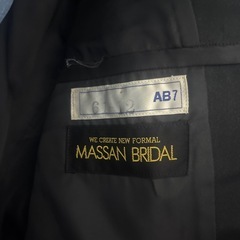 AB7
WE CREATE NEW FORMAL
MASSAN BRIDAL